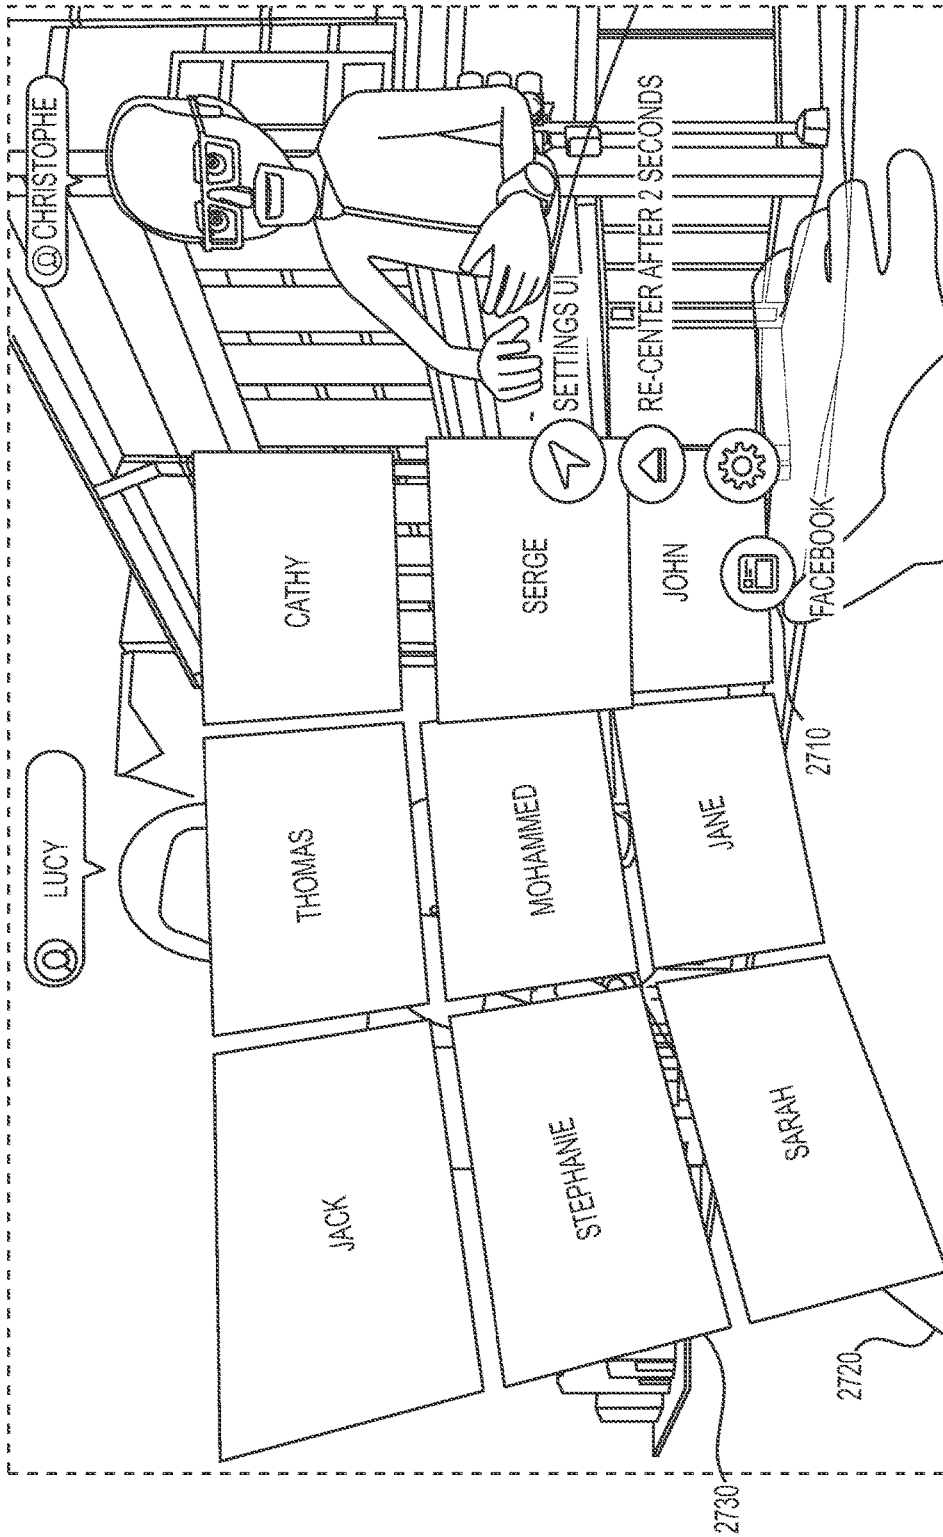 LUCY
@ CHRISTOPHE
JACK
THOMAS
CATHY
STEPHANIE
MOHAMMED
SERGE
SETTINGS UI
SARAH
JANE
JOHN
RE-CENTER AFTER 2 SECONDS
FACEBOOK
2730
2720
2710